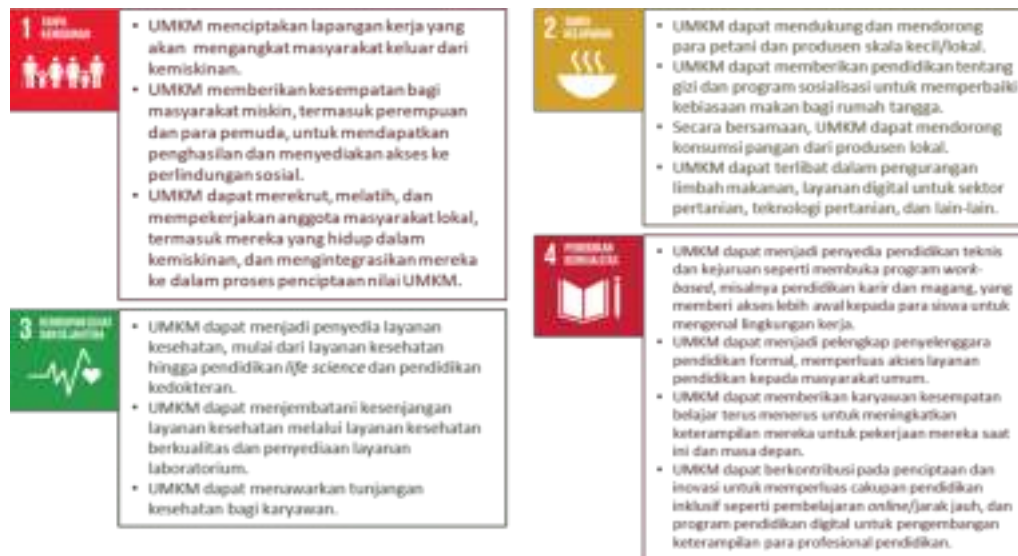 1 TANPA
KEMISKINAN
• UMKM menciptakan lapangan kerja yang
akan mengangkat masyarakat keluar dari
kemiskinan.
• UMKM memberikan kesempatan bagi
masyarakat miskin, termasuk perempuan
dan para pemuda, untuk mendapatkan
penghasilan dan menyediakan akses ke
perlindungan sosial.
• UMKM dapat merekrut, melatih, dan
mempekerjakan anggota masyarakat lokal,
termasuk mereka yang hidup dalam
kemiskinan, dan mengintegrasikan mereka
ke dalam proses penciptaan nilai UMKM.
2 TANPA
KELAPARAN
• UMKM dapat mendukung dan mendorong
para petani dan produsen skala kecil/lokal.
• UMKM dapat memberikan pendidikan tentang
gizi dan program sosialisasi untuk memperbaiki
kebiasaan makan bagi rumah tangga.
• Secara bersamaan, UMKM dapat mendorong
konsumsi pangan dari produsen lokal.
• UMKM dapat terlibat dalam pengurangan
limbah makanan, layanan digital untuk sektor
pertanian, teknologi pertanian, dan lain-lain.
3 KEHIDUPAN SEHAT
DAN SEJAHTERA
• UMKM dapat menjadi penyedia layanan
kesehatan, mulai dari layanan kesehatan
hingga pendidikan life science dan pendidikan
kedokteran.
• UMKM dapat menjembatani kesenjangan
layanan kesehatan melalui layanan kesehatan
berkualitas dan penyediaan layanan
laboratorium.
• UMKM dapat menawarkan tunjangan
kesehatan bagi karyawan.
4 PENDIDIKAN
BERKUALITAS
• UMKM dapat menjadi penyedia pendidikan teknis
dan kejuruan seperti membuka program work-
based, misalnya pendidikan karir dan magang, yang
memberi akses lebih awal kepada para siswa untuk
mengenal lingkungan kerja.
• UMKM dapat menjadi pelengkap penyelenggara
pendidikan formal, memperluas akses layanan
pendidikan kepada masyarakat umum.
• UMKM dapat memberikan karyawan kesempatan
belajar terus menerus untuk meningkatkan
keterampilan mereka untuk pekerjaan mereka saat
ini dan masa depan.
• UMKM dapat berkontribusi pada penciptaan dan
inovasi untuk memperluas cakupan pendidikan
inklusif seperti pembelajaran online/jarak jauh, dan
program pendidikan digital untuk pengembangan
keterampilan para profesional pendidikan.